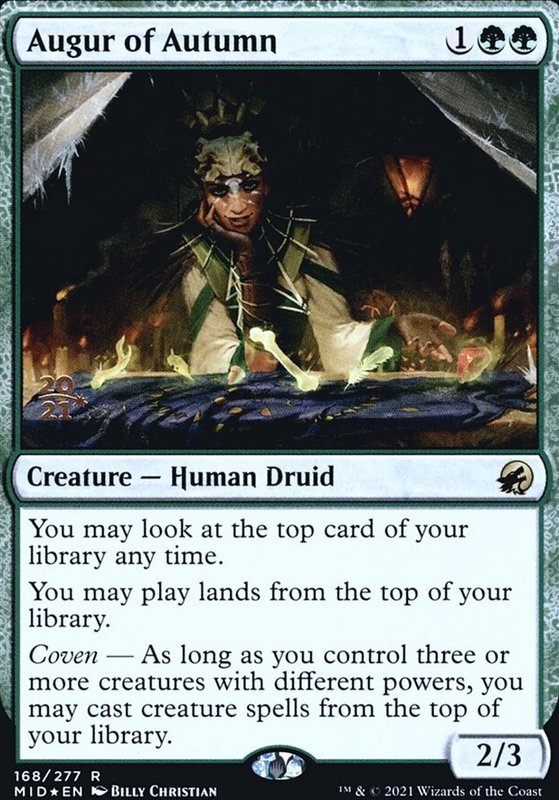 Augur of Autumn 1
20
21
Creature — Human Druid
You may look at the top card of your
library any time.
You may play lands from the top of your
library.
Coven — As long as you control three or
more creatures with different powers, you
may cast creature spells from the top of
your library.
2/3
168/277 R
MID★EN Billy Christian
™ & © 2021 Wizards of the Coast